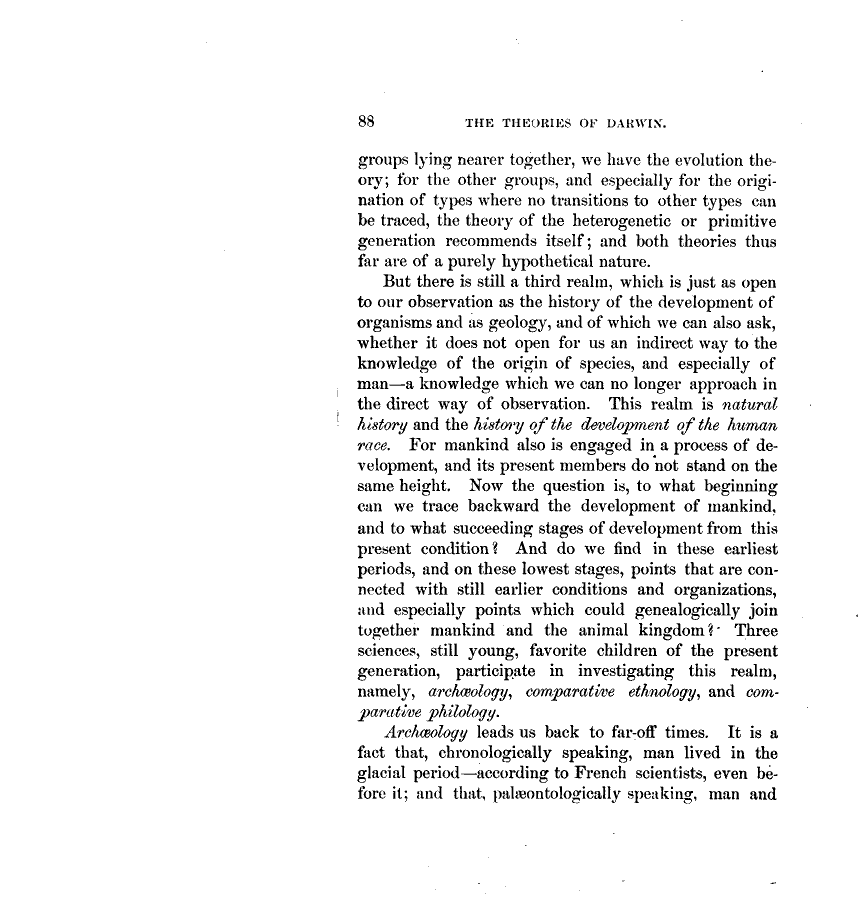 88 THE THEORIES OF DARWIN.
groups lying nearer together, we have the evolution the-
ory; for the other groups, and especially for the origi-
nation of types where no transitions to other types can
be traced, the theory of the heterogenetic or primitive
generation recommends itself; and both theories thus
far are of a purely hypothetical nature.
But there is still a third realm, which is just as open
to our observation as the history of the development of
organisms and as geology, and of which we can also ask,
whether it does not open for us an indirect way to the
knowledge of the origin of species, and especially of
man—a knowledge which we can no longer approach in
the direct way of observation. This realm is natural
history and the history of the development of the human
race. For mankind also is engaged in a process of de-
velopment, and its present members do not stand on the
same height. Now the question is, to what beginning
can we trace backward the development of mankind,
and to what succeeding stages of development from this
present condition? And do we find in these earliest
periods, and on these lowest stages, points that are con-
nected with still earlier conditions and organizations,
and especially points which could genealogically join
together mankind and the animal kingdom? Three
sciences, still young, favorite children of the present
generation, participate in investigating this realm,
namely, archæology, comparative ethnology, and com-
parative philology.
Archæology leads us back to far-off times. It is a
fact that, chronologically speaking, man lived in the
glacial period—according to French scientists, even be-
fore it; and that, palæontologically speaking, man and